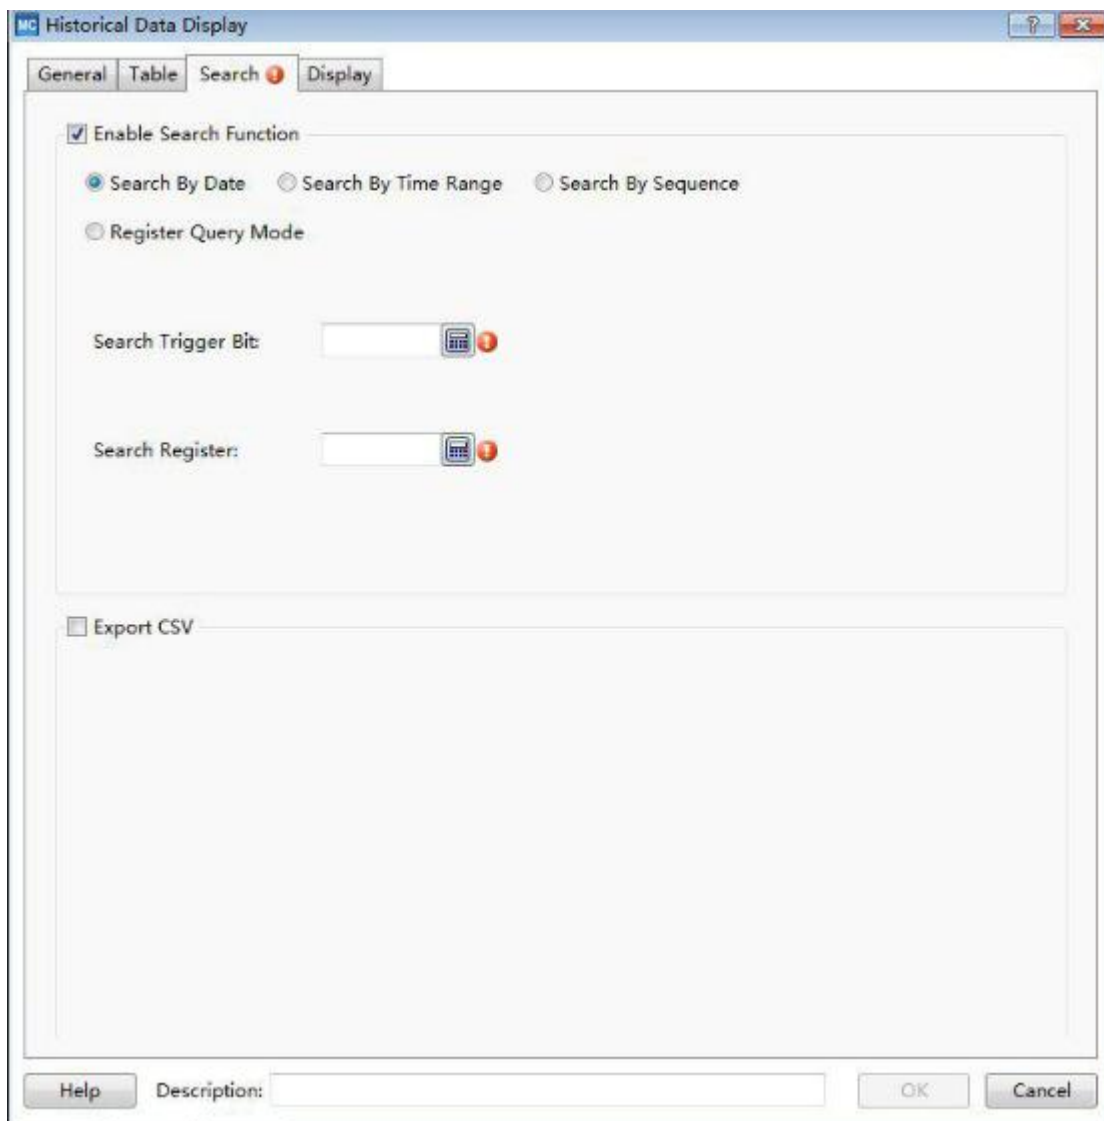 MC Historical Data Display
General Table Search Display
Enable Search Function
Search By Date Search By Time Range Search By Sequence
Register Query Mode
Search Trigger Bit:
Search Register:
Export CSV
Help Description: OK Cancel